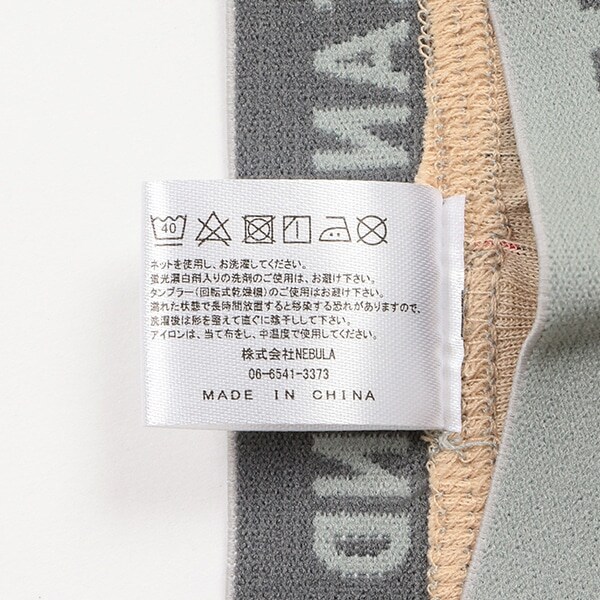 40
ネットを使用し、お洗濯してください。
蛍光漂白剤入りの洗剤のご使用は、お避け下さい。
タンブラー(回転式乾燥機)のご使用はお避け下さい。
濡れた状態で長時間放置すると移染する恐れがありますので、
洗濯後は形を整えて直ぐに陰干しして下さい。
アイロンは、当て布をし、中温度で使用して下さい。
株式会社NEBULA
06-6541-3373
MADE IN CHINA